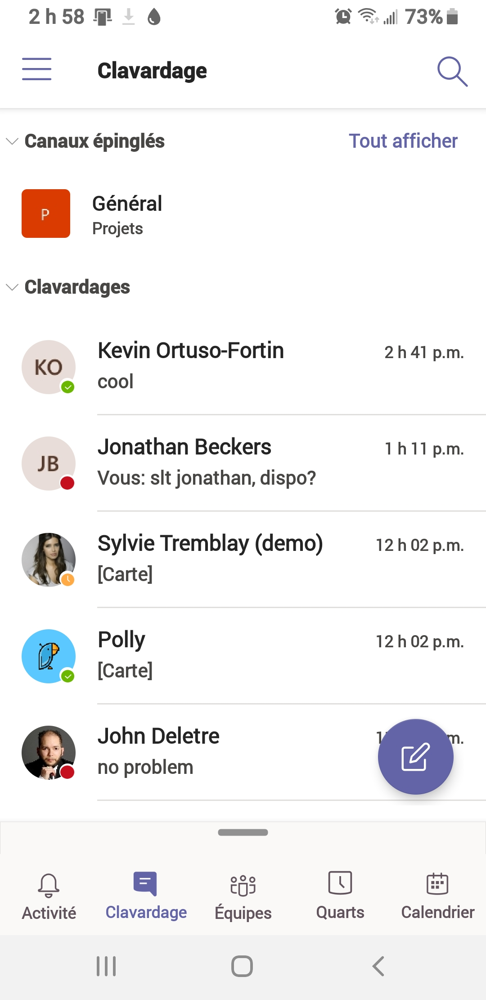 2 h 58 73%
Clavardage
Canaux épinglés Tout afficher
P
Général
Projets
Clavardages
KO
Kevin Ortuso-Fortin 2 h 41 p.m.
cool
JB
Jonathan Beckers 1 h 11 p.m.
Vous: slt jonathan, dispo?
Sylvie Tremblay (demo) 12 h 02 p.m.
[Carte]
Polly 12 h 02 p.m.
[Carte]
John Deletre
no problem
Activité Clavardage Équipes Quarts Calendrier